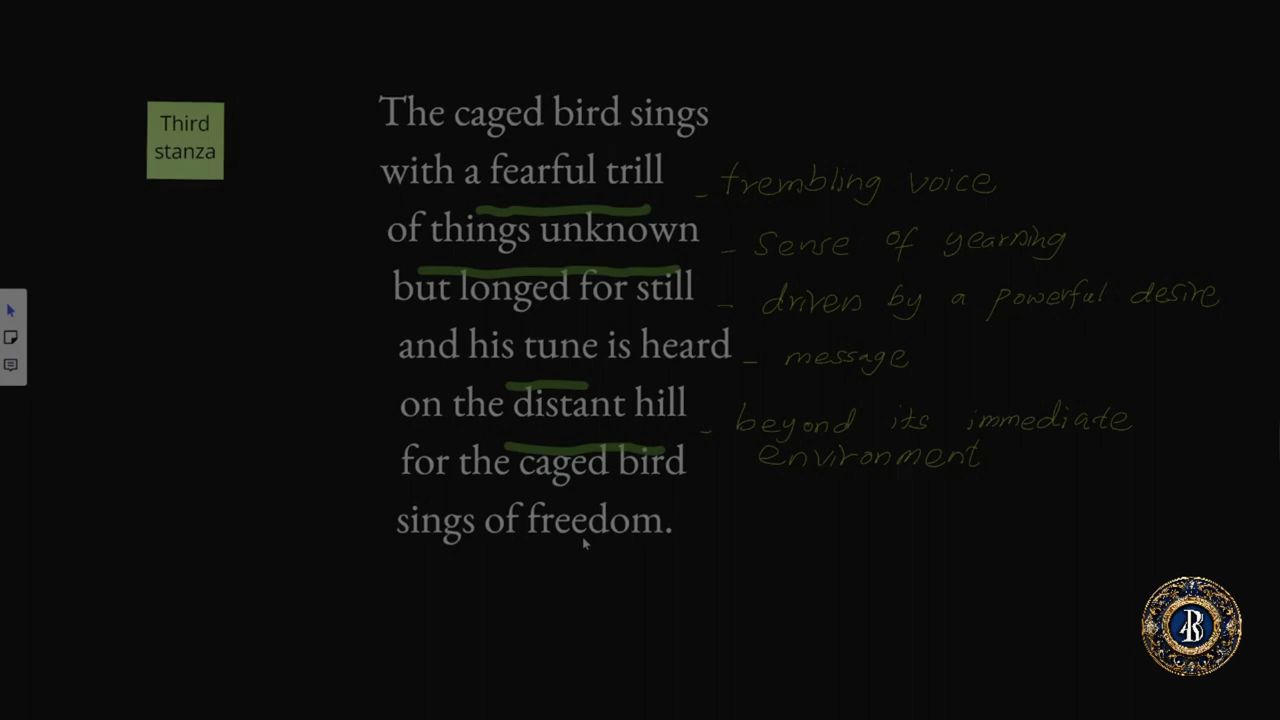 Third
stanza
The caged bird sings
with a fearful trill
- trembling voice
of things unknown
- sense of yearning
but longed for still
- driven by a powerful desire
and his tune is heard
- message
on the distant hill
- beyond its immediate
environment
for the caged bird
sings of freedom.